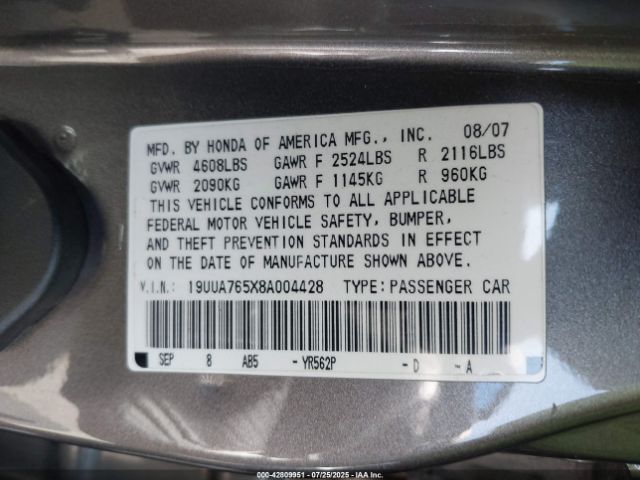 MFD. BY HONDA OF AMERICA MFG., INC. 08/07
GVWR 4608LBS GAWR F 2524LBS R 2116LBS
GVWR 2090KG GAWR F 1145KG R 960KG
THIS VEHICLE CONFORMS TO ALL APPLICABLE
FEDERAL MOTOR VEHICLE SAFETY, BUMPER,
AND THEFT PREVENTION STANDARDS IN EFFECT
ON THE DATE OF MANUFACTURE SHOWN ABOVE.
V.I.N.: 19UUA765X8A004428 TYPE: PASSENGER CAR
SEP 8 AB5 -YR562P -D -A
000-42809951 - 07/25/2025 - IAAI.com